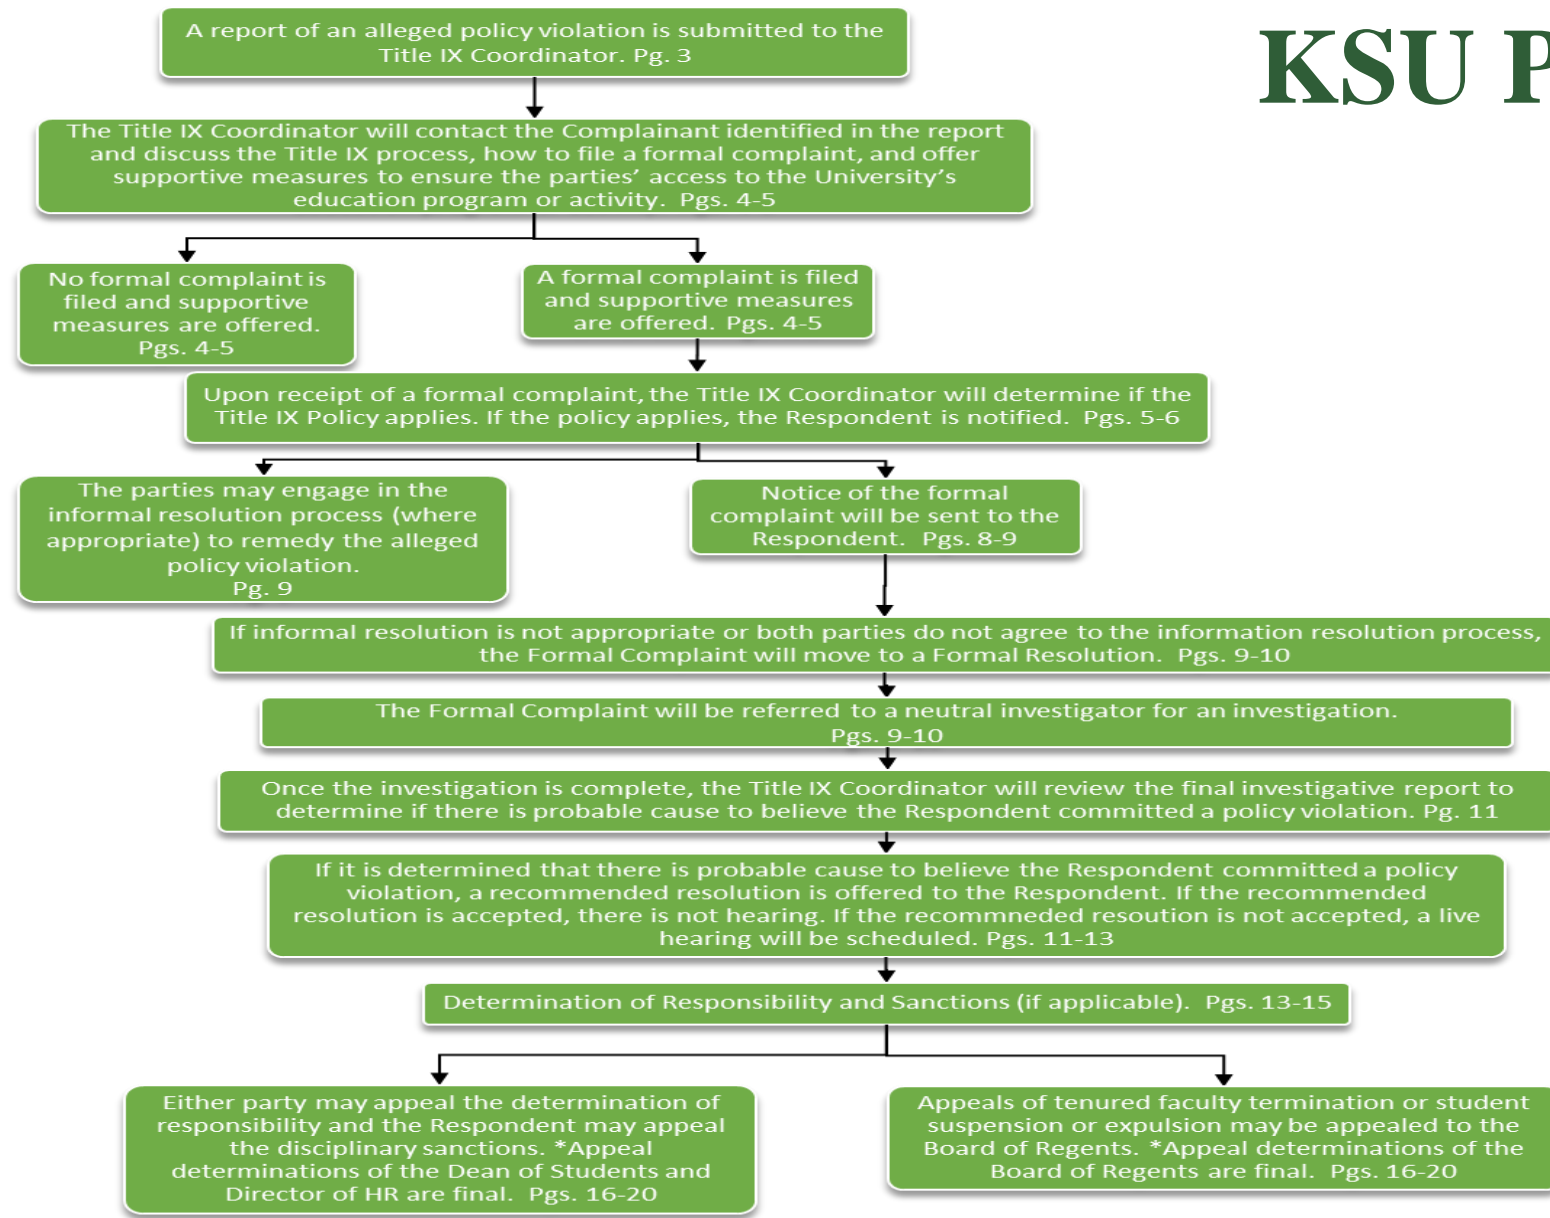 KSU P
A report of an alleged policy violation is submitted to the
Title IX Coordinator. Pg. 3
The Title IX Coordinator will contact the Complainant identified in the report
and discuss the Title IX process, how to file a formal complaint, and offer
supportive measures to ensure the parties’ access to the University’s
education program or activity. Pgs. 4-5
No formal complaint is
filed and supportive
measures are offered.
Pgs. 4-5
A formal complaint is filed
and supportive measures
are offered. Pgs. 4-5
Upon receipt of a formal complaint, the Title IX Coordinator will determine if the
Title IX Policy applies. If the policy applies, the Respondent is notified. Pgs. 5-6
The parties may engage in the
informal resolution process (where
appropriate) to remedy the alleged
policy violation.
Pg. 9
Notice of the formal
complaint will be sent to the
Respondent. Pgs. 8-9
If informal resolution is not appropriate or both parties do not agree to the information resolution process,
the Formal Complaint will move to a Formal Resolution. Pgs. 9-10
The Formal Complaint will be referred to a neutral investigator for an investigation.
Pgs. 9-10
Once the investigation is complete, the Title IX Coordinator will review the final investigative report to
determine if there is probable cause to believe the Respondent committed a policy violation. Pg. 11
If it is determined that there is probable cause to believe the Respondent committed a policy
violation, a recommended resolution is offered to the Respondent. If the recommended
resolution is accepted, there is not hearing. If the recommneded resoution is not accepted, a live
hearing will be scheduled. Pgs. 11-13
Determination of Responsibility and Sanctions (if applicable). Pgs. 13-15
Either party may appeal the determination of
responsibility and the Respondent may appeal
the disciplinary sanctions. *Appeal
determinations of the Dean of Students and
Director of HR are final. Pgs. 16-20
Appeals of tenured faculty termination or student
suspension or expulsion may be appealed to the
Board of Regents. *Appeal determinations of the
Board of Regents are final. Pgs. 16-20